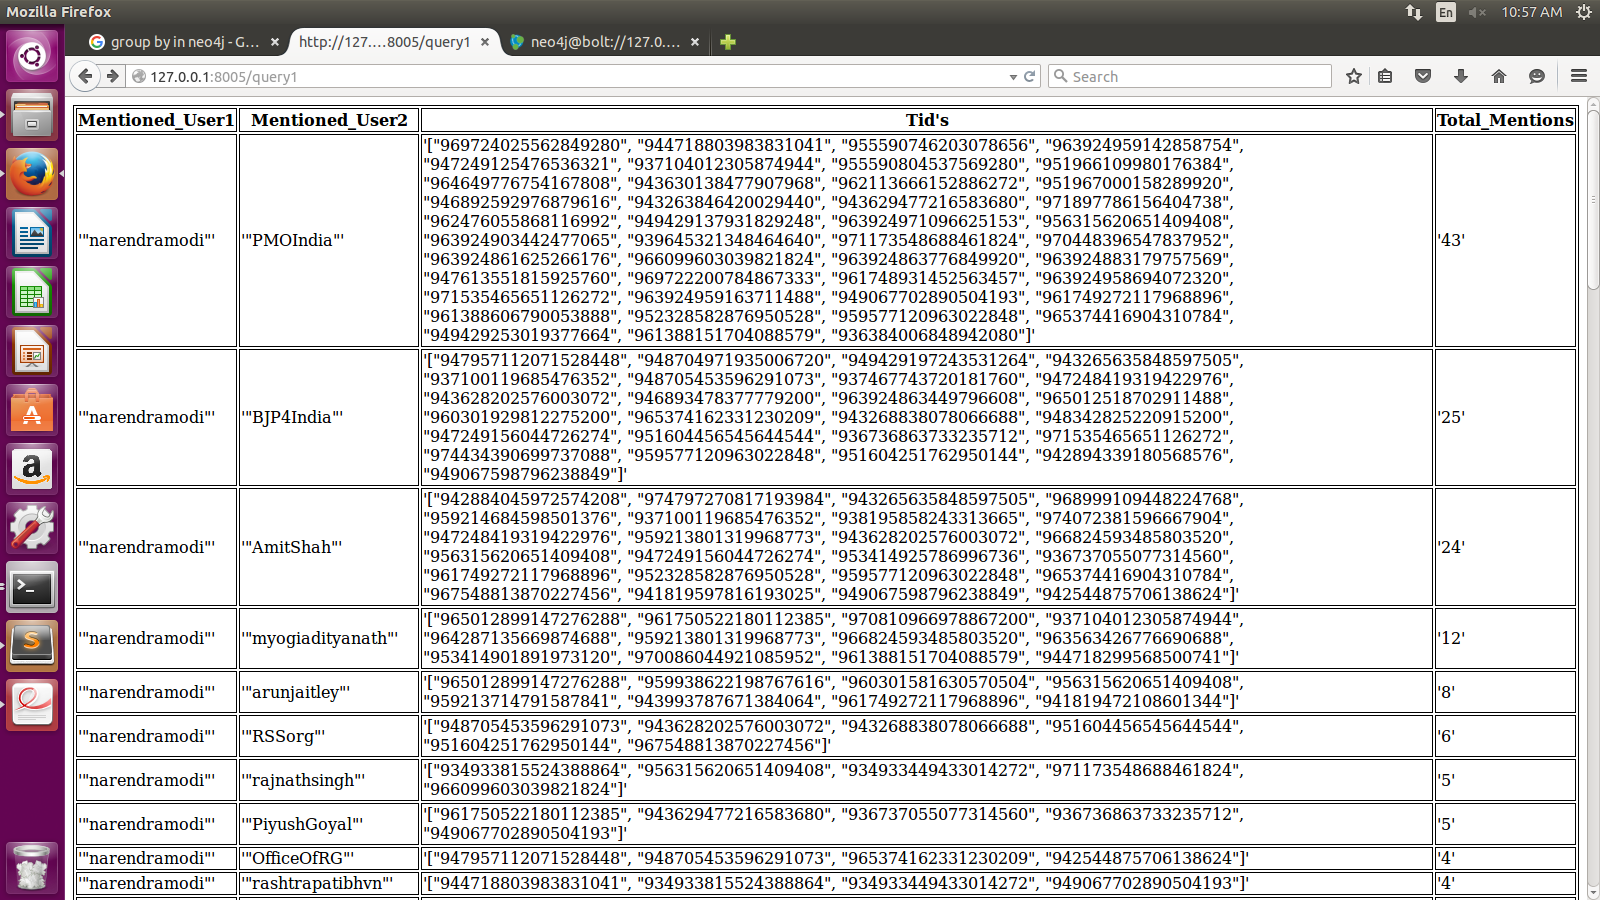 Mozilla Firefox
En
10:57 AM
group by in neo4j - G...
http://127....8005/query1
neo4j@bolt://127.0....
127.0.0.1:8005/query1
Search
Mentioned_User1 Mentioned_User2 Tid's Total_Mentions
'"narendramodi"' '"PMOIndia"'
'["969724025562849280", "944718803983831041", "955590746203078656", "963924959142858754",
"947249125476536321", "937104012305874944", "955590804537569280", "951966109980176384",
"964649776754167808", "943630138477907968", "962113666152886272", "951967000158289920",
"946892592976879616", "943263846420029440", "943629477216583680", "971897786156404738",
"962476055868116992", "949429137931829248", "963924971096625153", "956315620651409408",
"963924903442477065", "939645321348464640", "971173548688461824", "970448396547837952",
"963924861625266176", "966099603039821824", "963924863776849920", "963924883179757569",
"947613551815925760", "969722200784867333", "961748931452563457", "963924958694072320",
"971535465651126272", "963924959163711488", "949067702890504193", "961749272117968896",
"961388606790053888", "952328582876950528", "959577120963022848", "965374416904310784",
"949429253019377664", "961388151704088579", "936384006848942080"]'
'43'
'"narendramodi"' '"BJP4India"'
'["947957112071528448", "948704971935006720", "949429197243531264", "943265635848597505",
"937100119685476352", "948705453596291073", "937467743720181760", "947248419319422976",
"943628202576003072", "946893478377779200", "963924863449796608", "965012518702911488",
"960301929812275200", "965374162331230209", "943268838078066688", "948342825220915200",
"947249156044726274", "951604456545644544", "936736863733235712", "971535465651126272",
"974434390699737088", "959577120963022848", "951604251762950144", "942894339180568576",
"949067598796238849"]'
'25'
'"narendramodi"' '"AmitShah"'
'["942884045972574208", "974797270817193984", "943265635848597505", "968999109448224768",
"959214684598501376", "937100119685476352", "938195858243313665", "974072381596667904",
"947248419319422976", "959213801319968773", "943628202576003072", "966824593485803520",
"956315620651409408", "947249156044726274", "953414925786996736", "936737055077314560",
"961749272117968896", "952328582876950528", "959577120963022848", "965374416904310784",
"967548813870227456", "941819597816193025", "949067598796238849", "942544875706138624"]'
'24'
'"narendramodi"' '"myogiadityanath"'
'["965012899147276288", "961750522180112385", "970810966978867200", "937104012305874944",
"964287135669874688", "959213801319968773", "966824593485803520", "963563426776690688",
"953414901891973120", "970086044921085952", "961388151704088579", "944718299568500741"]'
'12'
'"narendramodi"' '"arunjaitley"'
'["965012899147276288", "959938622198767616", "960301581630570504", "956315620651409408",
"959213714791587841", "943993787671384064", "961749272117968896", "941819472108601344"]'
'8'
'"narendramodi"' '"RSSorg"'
'["948705453596291073", "943628202576003072", "943268838078066688", "951604456545644544",
"951604251762950144", "967548813870227456"]'
'6'
'"narendramodi"' '"rajnathsingh"'
'["934933815524388864", "956315620651409408", "934933449433014272", "971173548688461824",
"966099603039821824"]'
'5'
'"narendramodi"' '"PiyushGoyal"'
'["961750522180112385", "943629477216583680", "936737055077314560", "936736863733235712",
"949067702890504193"]'
'5'
'"narendramodi"' '"OfficeOfRG"' '["947957112071528448", "948705453596291073", "965374162331230209", "942544875706138624"]' '4'
'"narendramodi"' '"rashtrapatibhvn"' '["944718803983831041", "934933815524388864", "934933449433014272", "949067702890504193"]' '4'